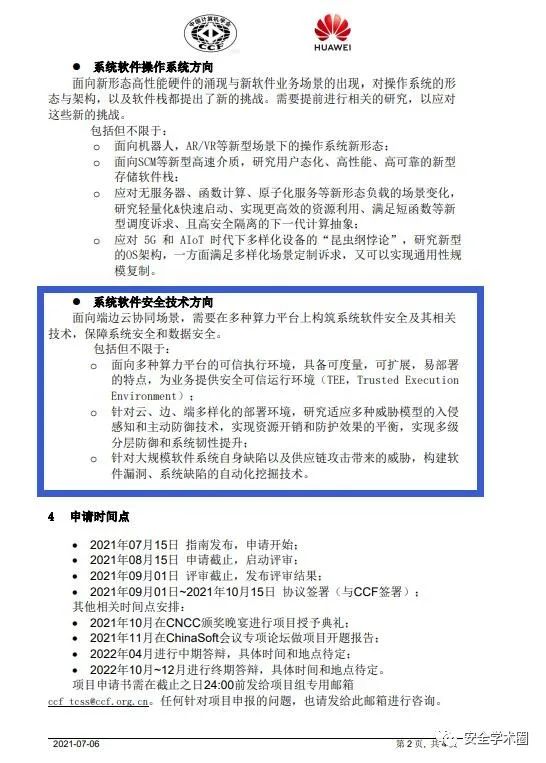 中国计算机学会
CCF
HUAWEI
● 系统软件操作系统方向
面向新形态高性能硬件的涌现与新软件业务场景的出现，对操作系统的形
态与架构，以及软件栈都提出了新的挑战。需要提前进行相关的研究，以应对
这些新的挑战。
包括但不限于：
○ 面向机器人，AR/VR等新型场景下的操作系统新形态；
○ 面向SCM等新型高速介质，研究用户态化、高性能、高可靠的新型
存储软件栈；
○ 应对无服务器、函数计算、原子化服务等新形态负载的场景变化，
研究轻量化&快速启动、实现更高效的资源利用、满足短函数等新
型调度诉求、且高安全隔离的下一代计算抽象；
○ 应对 5G 和 AIoT 时代下多样化设备的“昆虫纲悖论”，研究新型
的OS架构，一方面满足多样化场景定制诉求，又可以实现通用性规
模复制。
● 系统软件安全技术方向
面向端边云协同场景，需要在多种算力平台上构筑系统软件安全及其相关
技术，保障系统安全和数据安全。
包括但不限于：
○ 面向多种算力平台的可信执行环境，具备可度量，可扩展，易部署
的特点，为业务提供安全可信运行环境（TEE，Trusted Execution
Environment）；
○ 针对云、边、端多样化的部署环境，研究适应多种威胁模型的入侵
感知和主动防御技术，实现资源开销和防护效果的平衡，实现多级
分层防御和系统韧性提升；
○ 针对大规模软件系统自身缺陷以及供应链攻击带来的威胁，构建软
件漏洞、系统缺陷的自动化挖掘技术。
4 申请时间点
• 2021年07月15日 指南发布，申请开始；
• 2021年08月15日 申请截止，启动评审；
• 2021年09月01日 评审截止，发布评审结果；
• 2021年09月01日~2021年10月15日 协议签署（与CCF签署）；
其他相关时间点安排：
• 2021年10月在CNCC颁奖晚宴进行项目授予典礼；
• 2021年11月在ChinaSoft会议专项论坛做项目开题报告；
• 2022年04月进行中期答辩，具体时间和地点待定；
• 2022年10月~12月进行终期答辩，具体时间和地点待定。
项目申请书需在截止之日24:00前发给项目组专用邮箱
ccf_tcss@ccf.org.cn。任何针对项目申报的问题，也请发给此邮箱进行咨询。
2021-07-06 第 2 页，共 4 页
安全学术圈